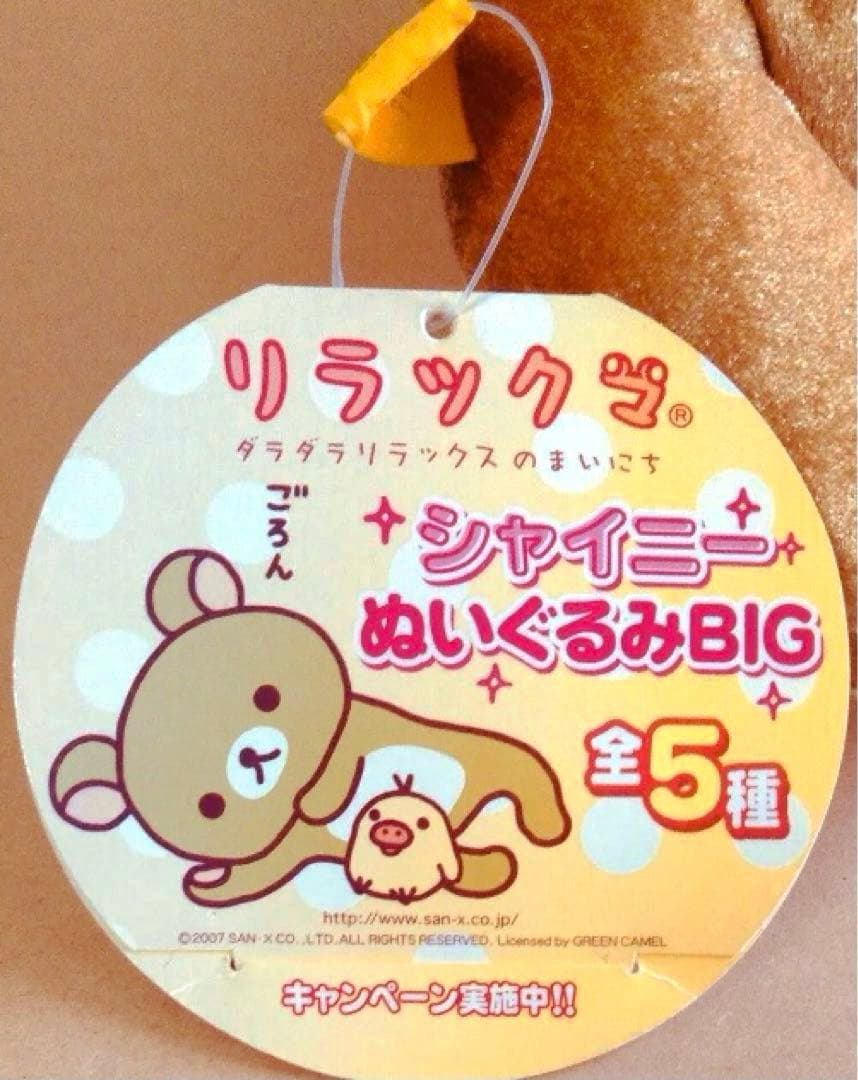 リラックマ®
ダラダラリラックスのまいにち
ごろん
シャイニー
ぬいぐるみBIG
全5種
http://www.san-x.co.jp/
©2007 SAN-X CO.,LTD. ALL RIGHTS RESERVED. Licensed by GREEN CAMEL
キャンペーン実施中!!